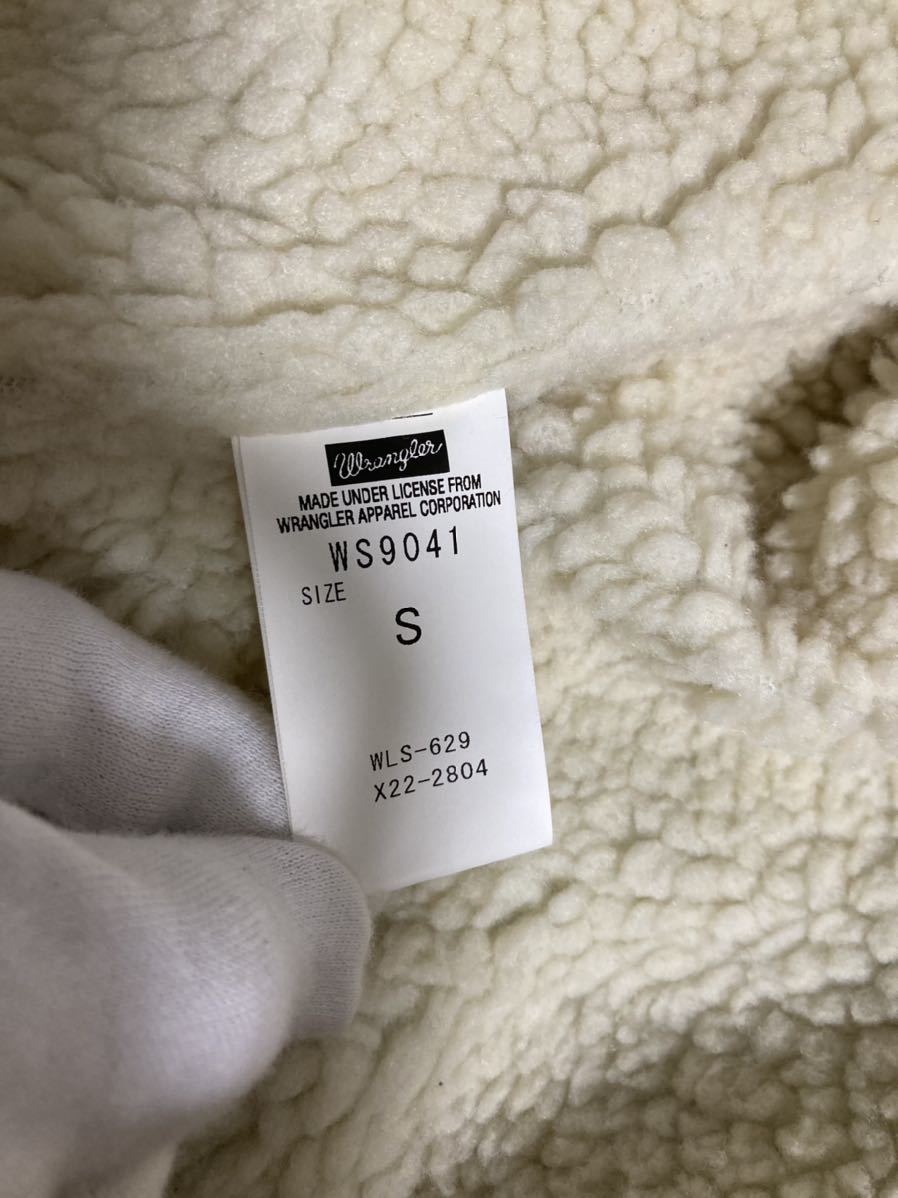 Wrangler
MADE UNDER LICENSE FROM
WRANGLER APPAREL CORPORATION
WS9041
SIZE
S
WLS-629
X22-2804